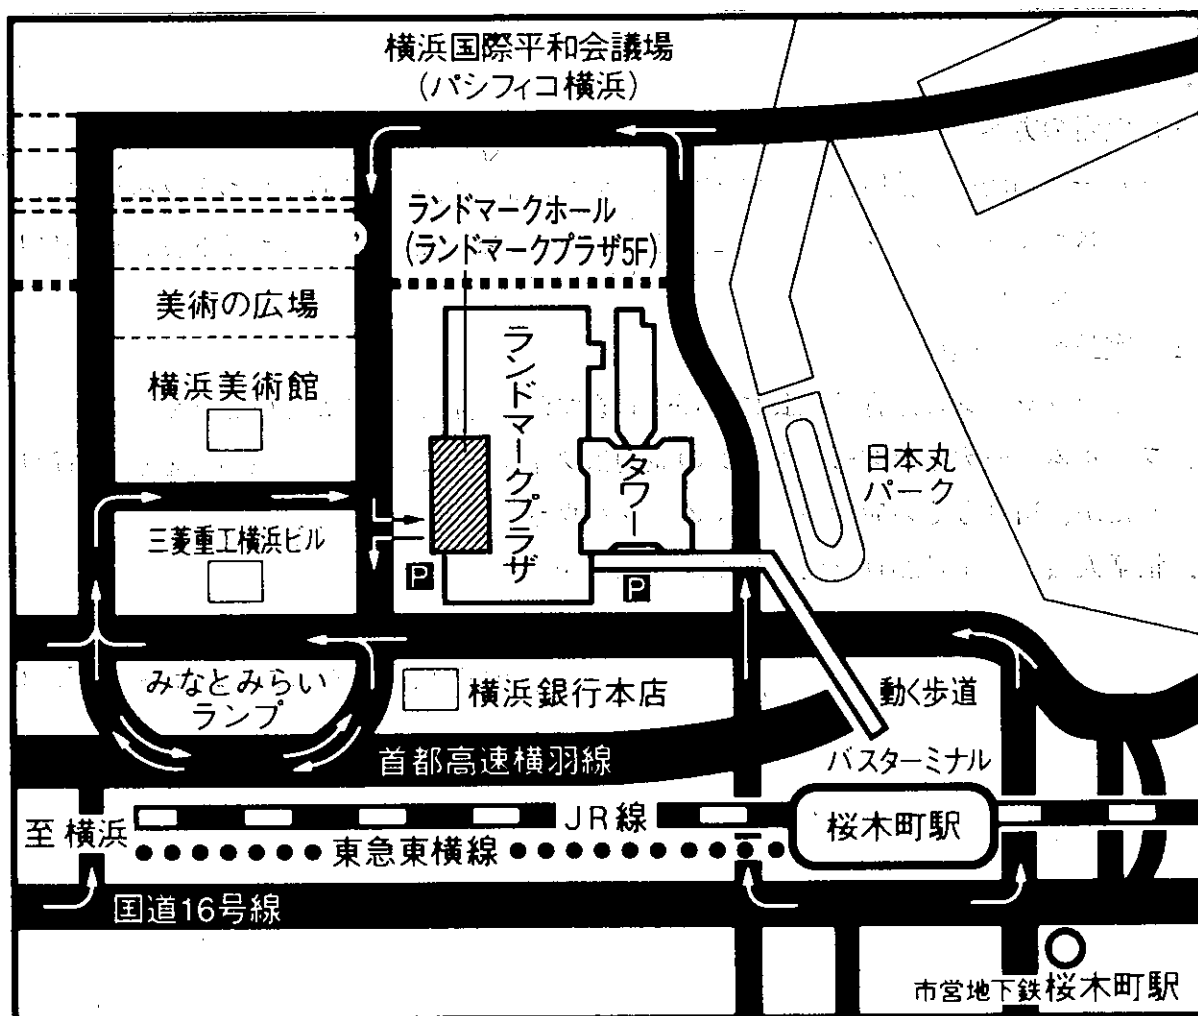 横浜国際平和会議場
(パシフィコ横浜)
ランドマークホール
(ランドマークプラザ5F)
美術の広場
横浜美術館
ランドマークプラザ
タワー
日本丸
パーク
三菱重工横浜ビル
P
P
みなとみらい
ランプ
横浜銀行本店
動く歩道
首都高速横羽線
バスターミナル
至横浜
JR線
桜木町駅
東急東横線
国道16号線
市営地下鉄桜木町駅